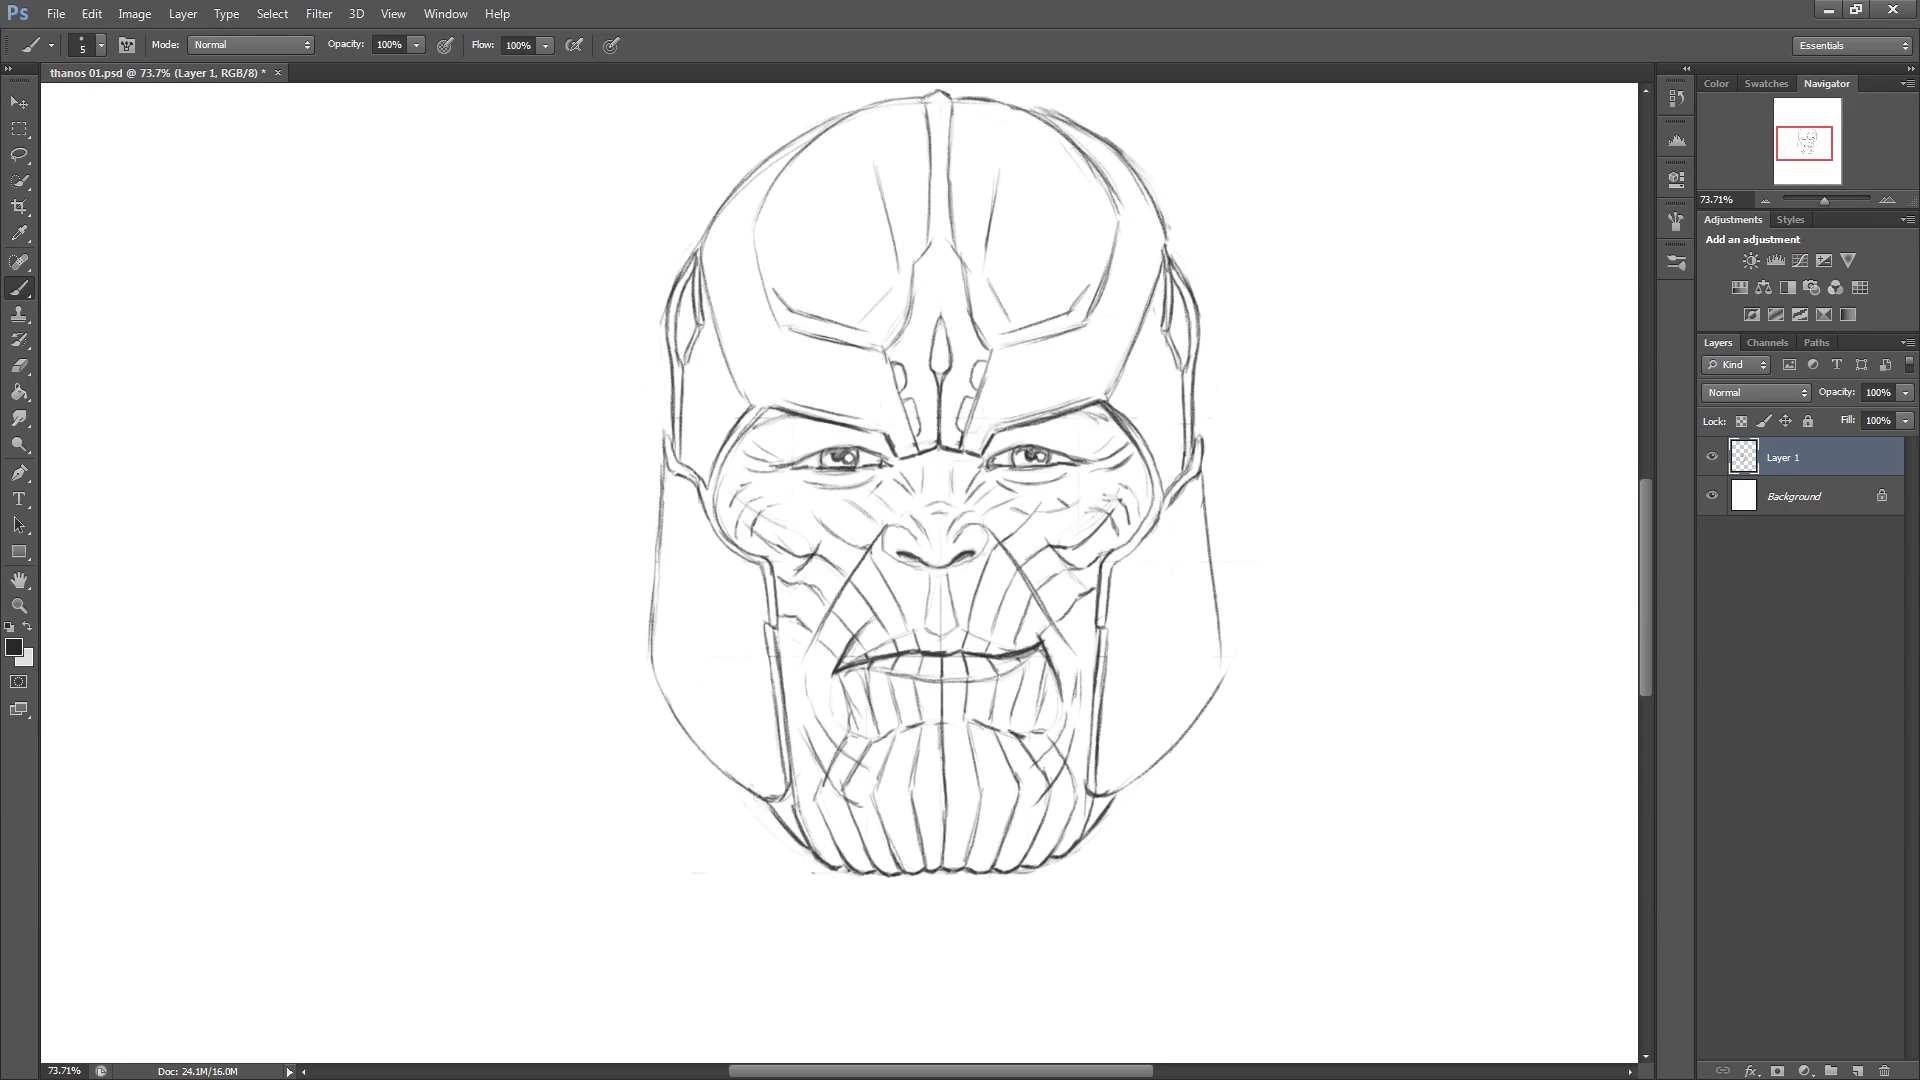 Ps File Edit Image Layer Type Select Filter 3D View Window Help
5 Mode: Normal Opacity: 100% Flow: 100% Essentials
thanos 01.psd @ 73.7% (Layer 1, RGB/8) * ×
Color Swatches Navigator
73.71%
Adjustments Styles
Add an adjustment
Layers Channels Paths
Kind
Normal Opacity: 100%
Lock: Fill: 100%
Layer 1
Background
73.71% Doc: 24.1M/16.0M
fx